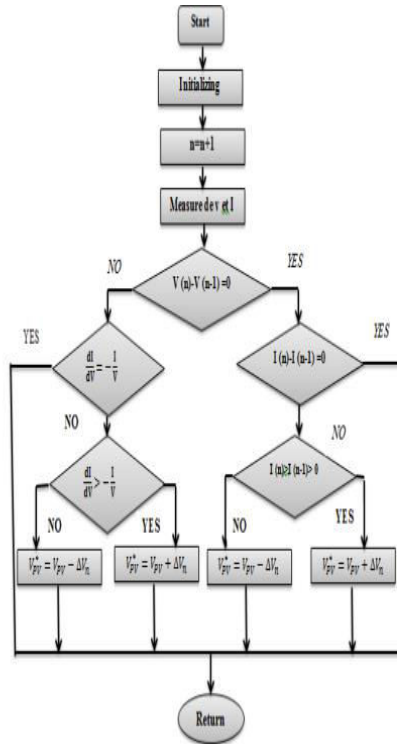 Start
Initializing
n=n+1
Measure de v et I
NO
YES
V (n)-V (n-1) =0
YES
YES
dI/dV = - I/V
I (n)-I (n-1) =0
NO
NO
dI/dV > - I/V
I (n)≥I (n-1)> 0
NO
YES
NO
YES
V*PV = VPV − ΔVn
V*PV = VPV + ΔVn
V*PV = VPV − ΔVn
V*PV = VPV + ΔVn
Return